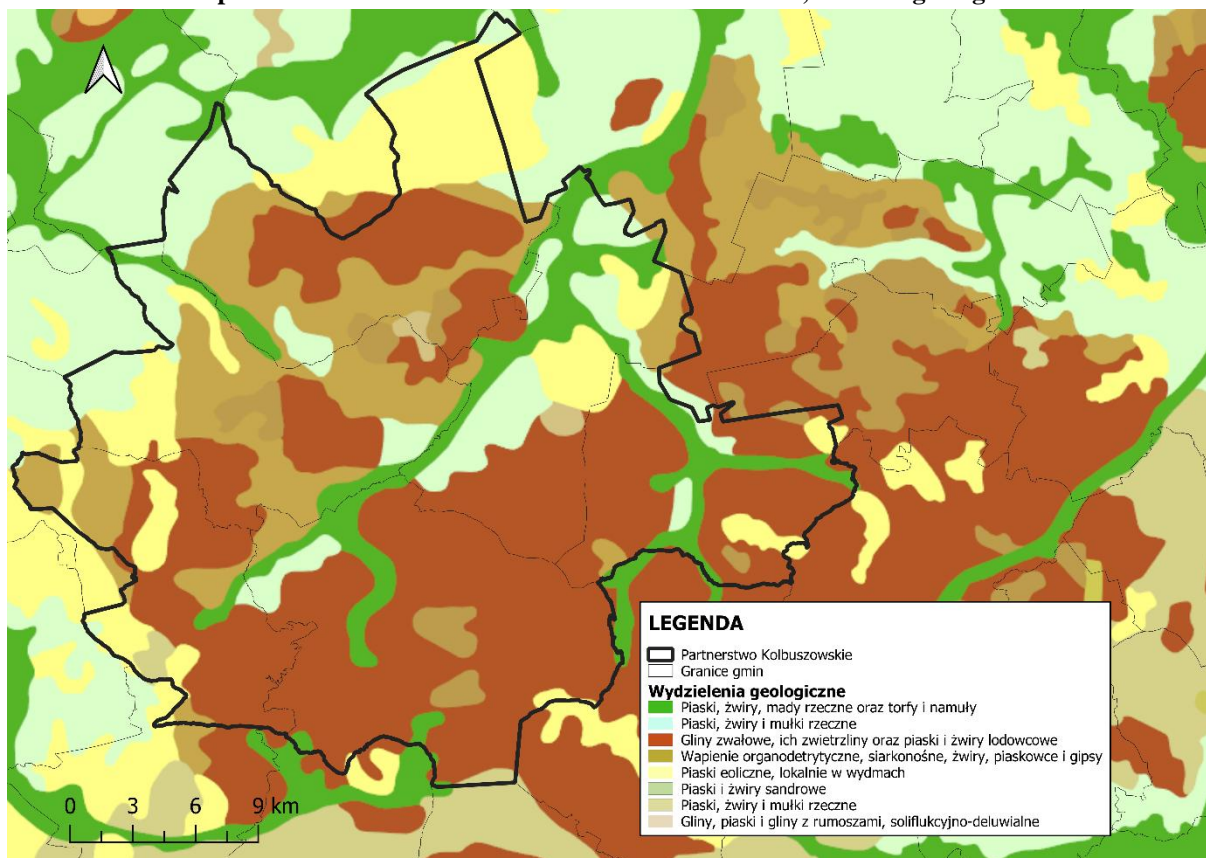 LEGENDA
Partnerstwo Kolbuszowskie
Granice gmin
Wydzielenia geologiczne
Piaski, żwiry, mady rzeczne oraz torfy i namuły
Piaski, żwiry i mułki rzeczne
Gliny zwałowe, ich zwietrzliny oraz piaski i żwiry lodowcowe
Wapienie organodetrytyczne, siarkonośne, żwiry, piaskowce i gipsy
Piaski eoliczne, lokalnie w wydmach
Piaski i żwiry sandrowe
Piaski, żwiry i mułki rzeczne
Gliny, piaski i gliny z rumoszami, soliflukcyjno-deluwialne
0 3 6 9 km